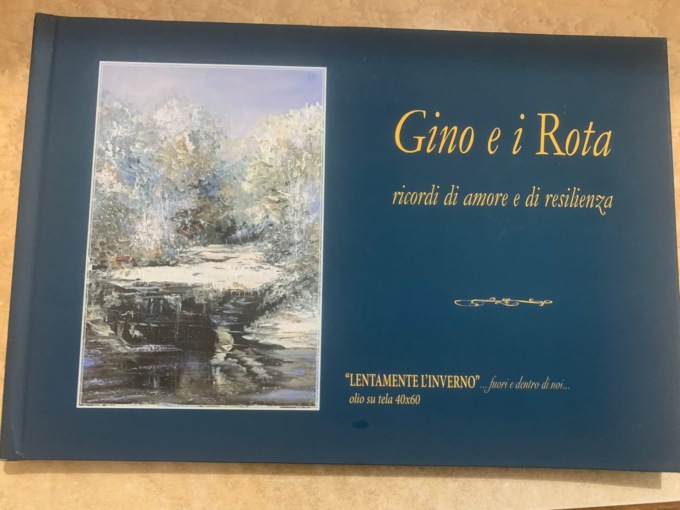 Gino e i Rota
ricordi di amore e di resilienza
“LENTAMENTE L’INVERNO”... fuori e dentro di noi...
olio su tela 40x60